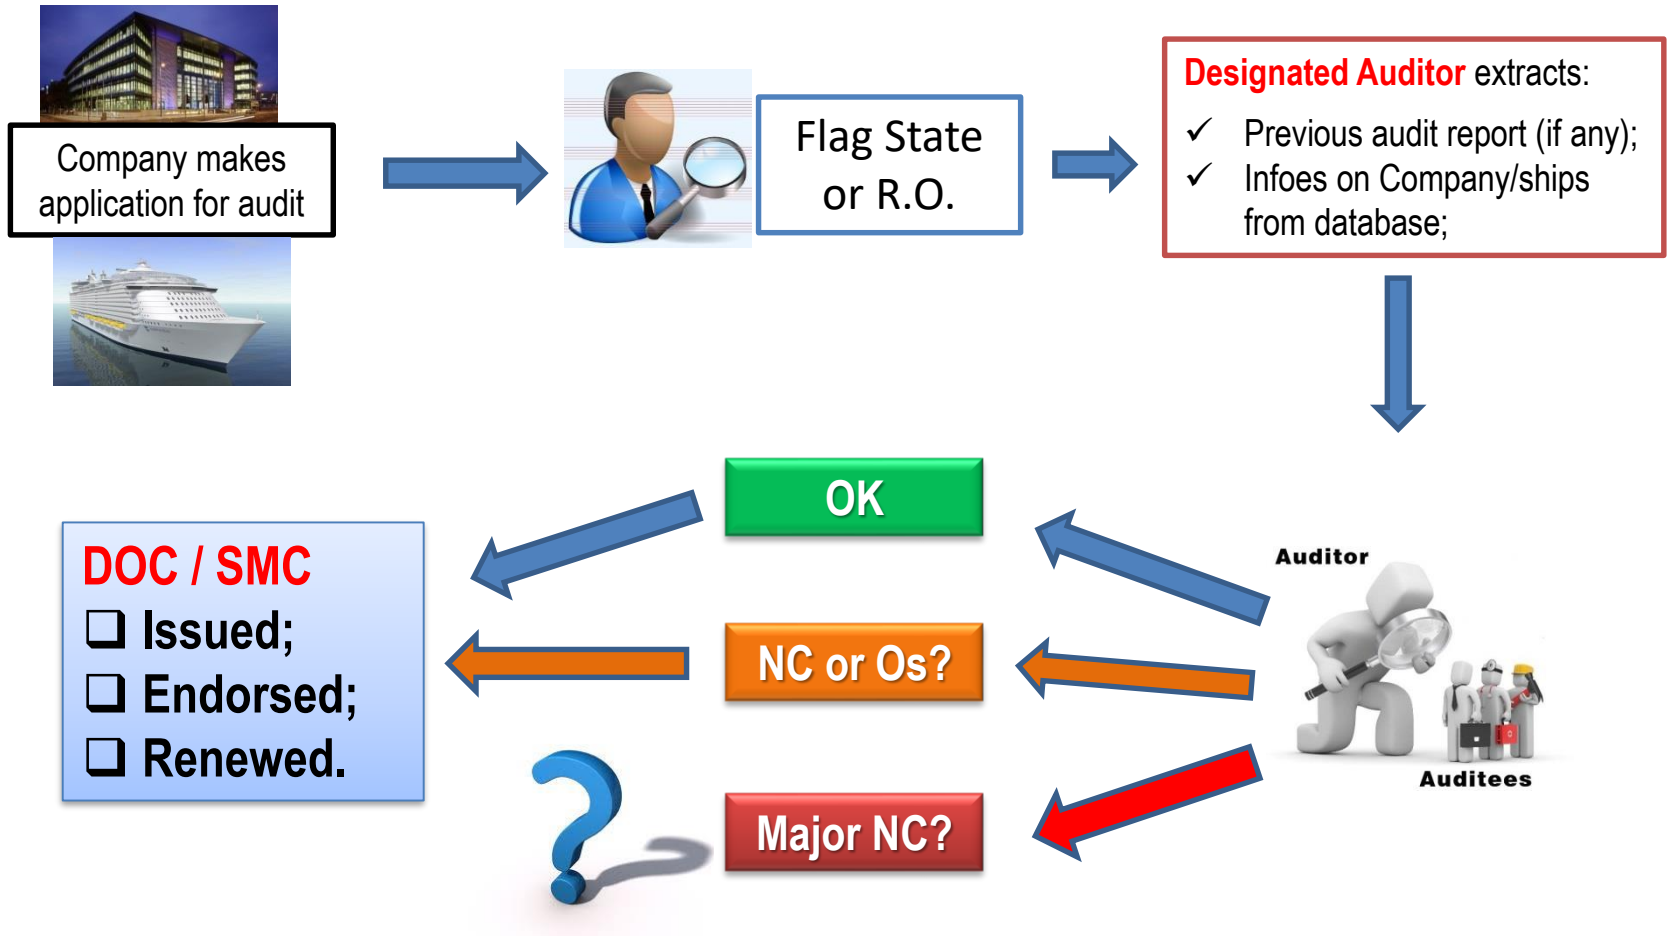 Company makes
application for audit
Flag State
or R.O.
Designated Auditor extracts:
✓ Previous audit report (if any);
✓ Infoes on Company/ships
from database;
OK
DOC / SMC
❑ Issued;
❑ Endorsed;
❑ Renewed.
NC or Os?
Major NC?
Auditor
Auditees